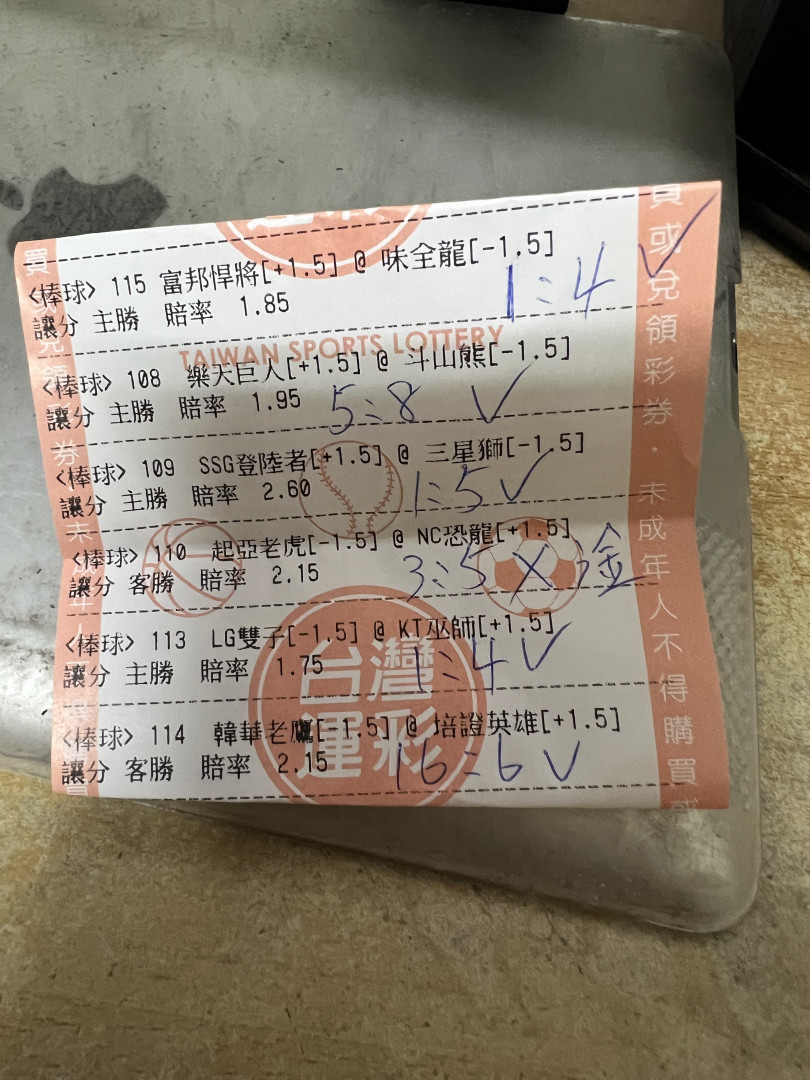 <棒球> 115 富邦悍將[+1.5] @ 味全龍[-1.5]
讓分 主勝 賠率 1.85
1:4 ✓
TAIWAN SPORTS LOTTERY
<棒球> 108 樂天巨人[+1.5] @ 斗山熊[-1.5]
讓分 主勝 賠率 1.95
5:8 ✓
<棒球> 109 SSG登陸者[+1.5] @ 三星獅[-1.5]
讓分 主勝 賠率 2.60
1:5 ✓
<棒球> 110 起亞老虎[-1.5] @ NC恐龍[+1.5]
讓分 客勝 賠率 2.15
3:5 X
<棒球> 113 LG雙子[-1.5] @ KT巫師[+1.5]
讓分 主勝 賠率 1.75
1:4 ✓
<棒球> 114 韓華老鷹[-1.5] @ 培證英雄[+1.5]
讓分 客勝 賠率 2.15
16:6 ✓
台灣
運彩
買或兌領彩券・未成年人不得購買或